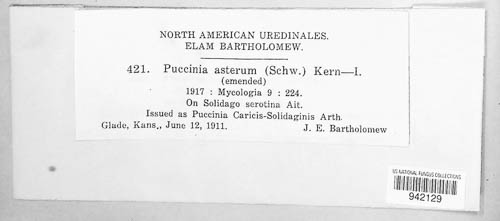 NORTH AMERICAN UREDINALES.
ELAM BARTHOLOMEW.
421. Puccinia asterum (Schw.) Kern—I.
(emended)
1917 : Mycologia 9 : 224.
On Solidago serotina Ait.
Issued as Puccinia Caricis-Solidaginis Arth.
Glade, Kans., June 12, 1911. J. E. Bartholomew
US NATIONAL FUNGUS COLLECTIONS
942129